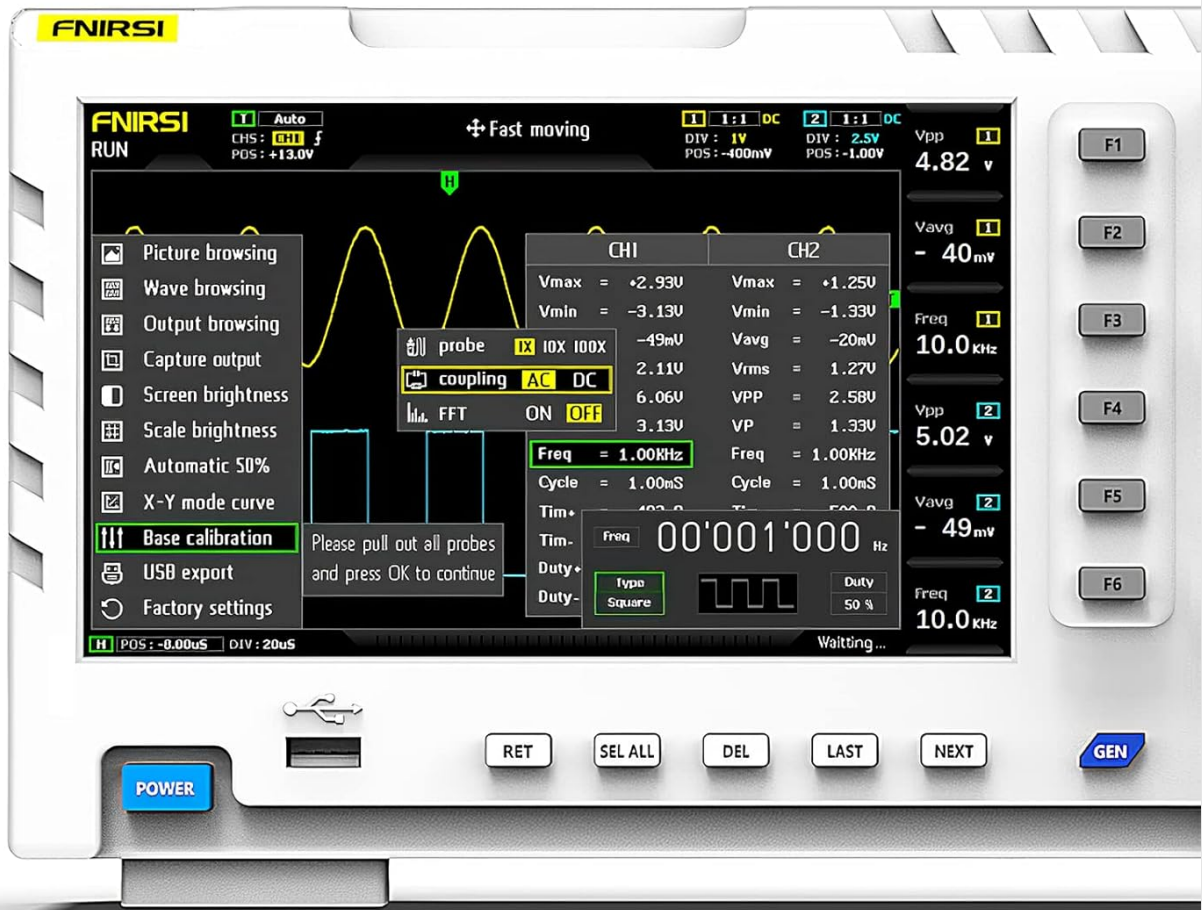 FNIRSI
FNIRSI
RUN
T Auto
CHS: CH1
POS: +13.0V
Fast moving
1 1:1 DC
DIV : 1V
POS: -400mV
2 1:1 DC
DIV : 2.5V
POS: -1.00V
H
Picture browsing
Wave browsing
Output browsing
Capture output
Screen brightness
Scale brightness
Automatic 50%
X-Y mode curve
Base calibration
USB export
Factory settings
Please pull out all probes
and press OK to continue
probe 1X 10X 100X
coupling AC DC
FFT ON OFF
CH1 CH2
Vmax = +2.93V Vmax = +1.25V
Vmin = -3.13V Vmin = -1.33V
-49mV Vavg = -20mV
2.11V Vrms = 1.27V
6.06V VPP = 2.58V
3.13V VP = 1.33V
Freq = 1.00KHz Freq = 1.00KHz
Cycle = 1.00mS Cycle = 1.00mS
Tim+
Tim-
Duty+
Duty-
Freq 00'001'000 Hz
Type
Square
Duty
50 %
H POS: -8.00uS DIV: 20uS
Waitting...
Vpp 1
4.82 v
Vavg 1
- 40mv
Freq 1
10.0 KHz
Vpp 2
5.02 v
Vavg 2
- 49mv
Freq 2
10.0 KHz
F1
F2
F3
F4
F5
F6
POWER
RET
SEL ALL
DEL
LAST
NEXT
GEN